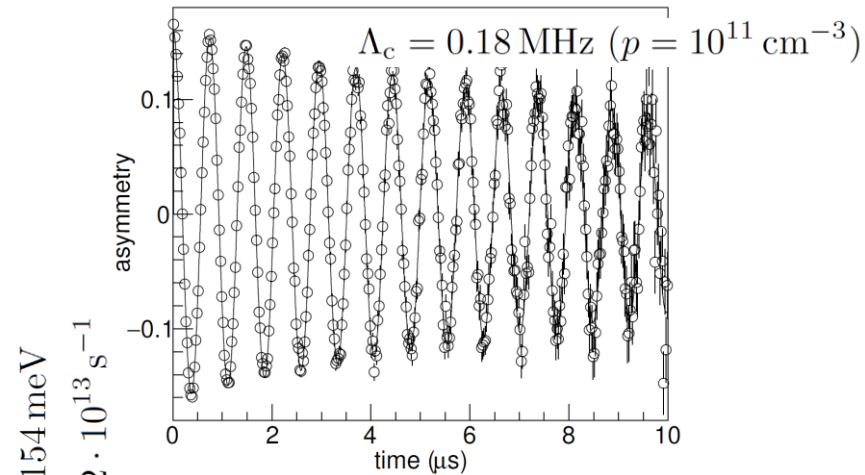 Λc = 0.18 MHz (p = 10¹¹ cm⁻³)
0.1
0
−0.1
asymmetry
0 2 4 6 8 10
time (μs)
154 meV
· 10¹³ s⁻¹